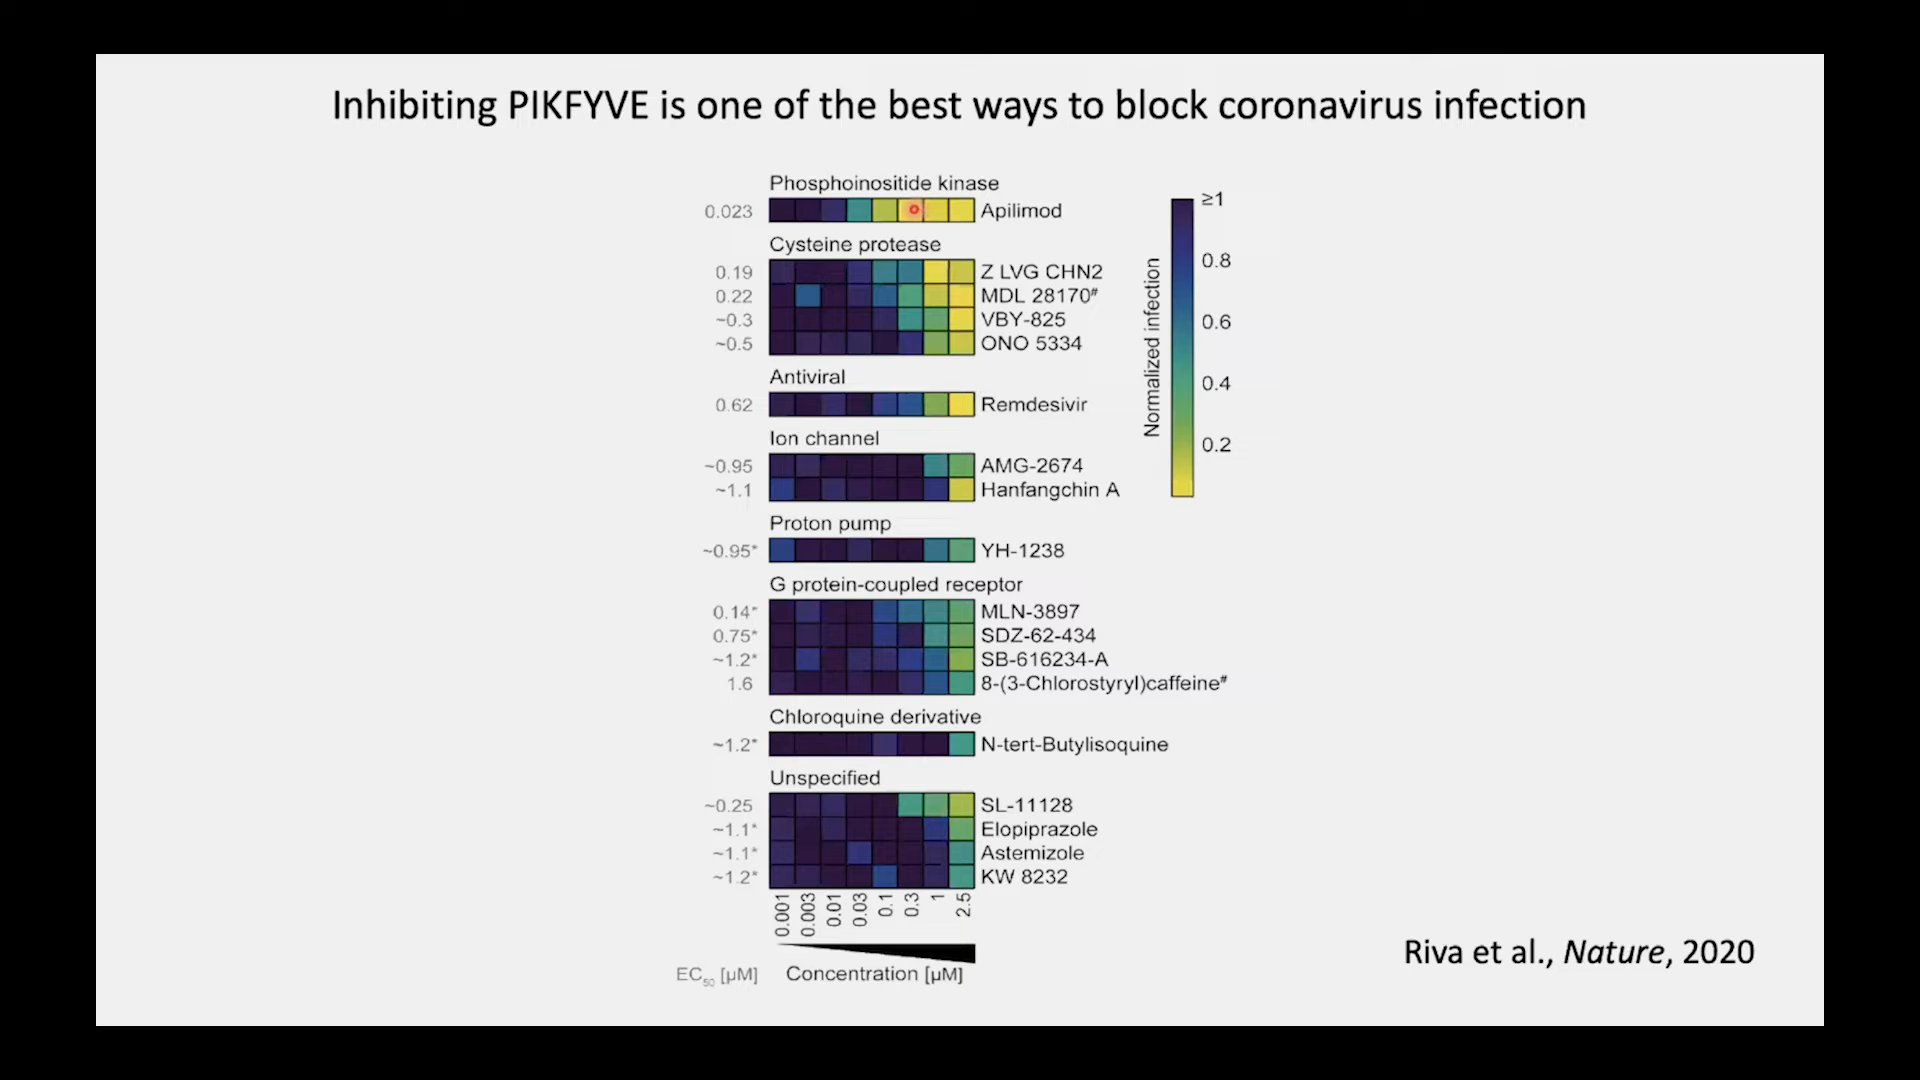 Inhibiting PIKFYVE is one of the best ways to block coronavirus infection
Phosphoinositide kinase
0.023 Apilimod
Cysteine protease
0.19 Z LVG CHN2
0.22 MDL 28170#
~0.3 VBY-825
~0.5 ONO 5334
Antiviral
0.62 Remdesivir
Ion channel
~0.95 AMG-2674
~1.1 Hanfangchin A
Proton pump
~0.95* YH-1238
G protein-coupled receptor
0.14* MLN-3897
0.75* SDZ-62-434
~1.2* SB-616234-A
1.6 8-(3-Chlorostyryl)caffeine#
Chloroquine derivative
~1.2* N-tert-Butylisoquine
Unspecified
~0.25 SL-11128
~1.1* Elopiprazole
~1.1* Astemizole
~1.2* KW 8232
0.001 0.003 0.01 0.03 0.1 0.3 1 2.5
EC50 [µM] Concentration [µM]
Normalized infection
≥1
0.8
0.6
0.4
0.2
Riva et al., Nature, 2020